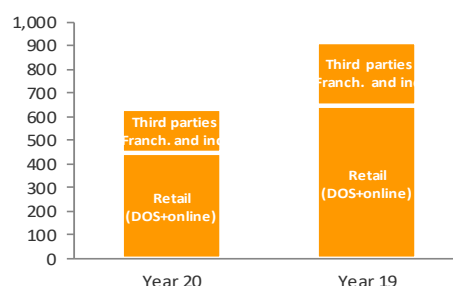 1,000
900
800
700
600
500
400
300
200
100
0
Third parties
Franch. and in
Retail
(DOS+online)
Third parties
Franch. and in
Retail
(DOS+online)
Year 20
Year 19